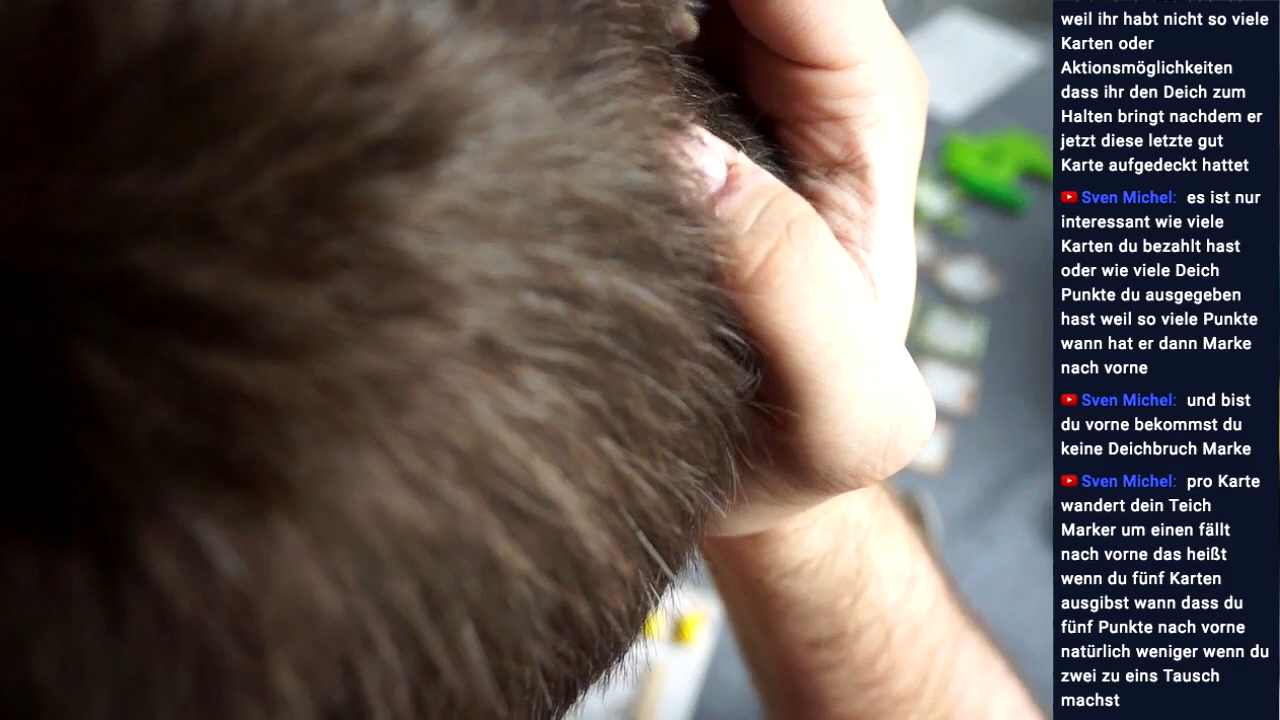 weil ihr habt nicht so viele
Karten oder
Aktionsmöglichkeiten
dass ihr den Deich zum
Halten bringt nachdem er
jetzt diese letzte gut
Karte aufgedeckt hattet
Sven Michel: es ist nur
interessant wie viele
Karten du bezahlt hast
oder wie viele Deich
Punkte du ausgegeben
hast weil so viele Punkte
wann hat er dann Marke
nach vorne
Sven Michel: und bist
du vorne bekommst du
keine Deichbruch Marke
Sven Michel: pro Karte
wandert dein Teich
Marker um einen fällt
nach vorne das heißt
wenn du fünf Karten
ausgibst wann dass du
fünf Punkte nach vorne
natürlich weniger wenn du
zwei zu eins Tausch
machst